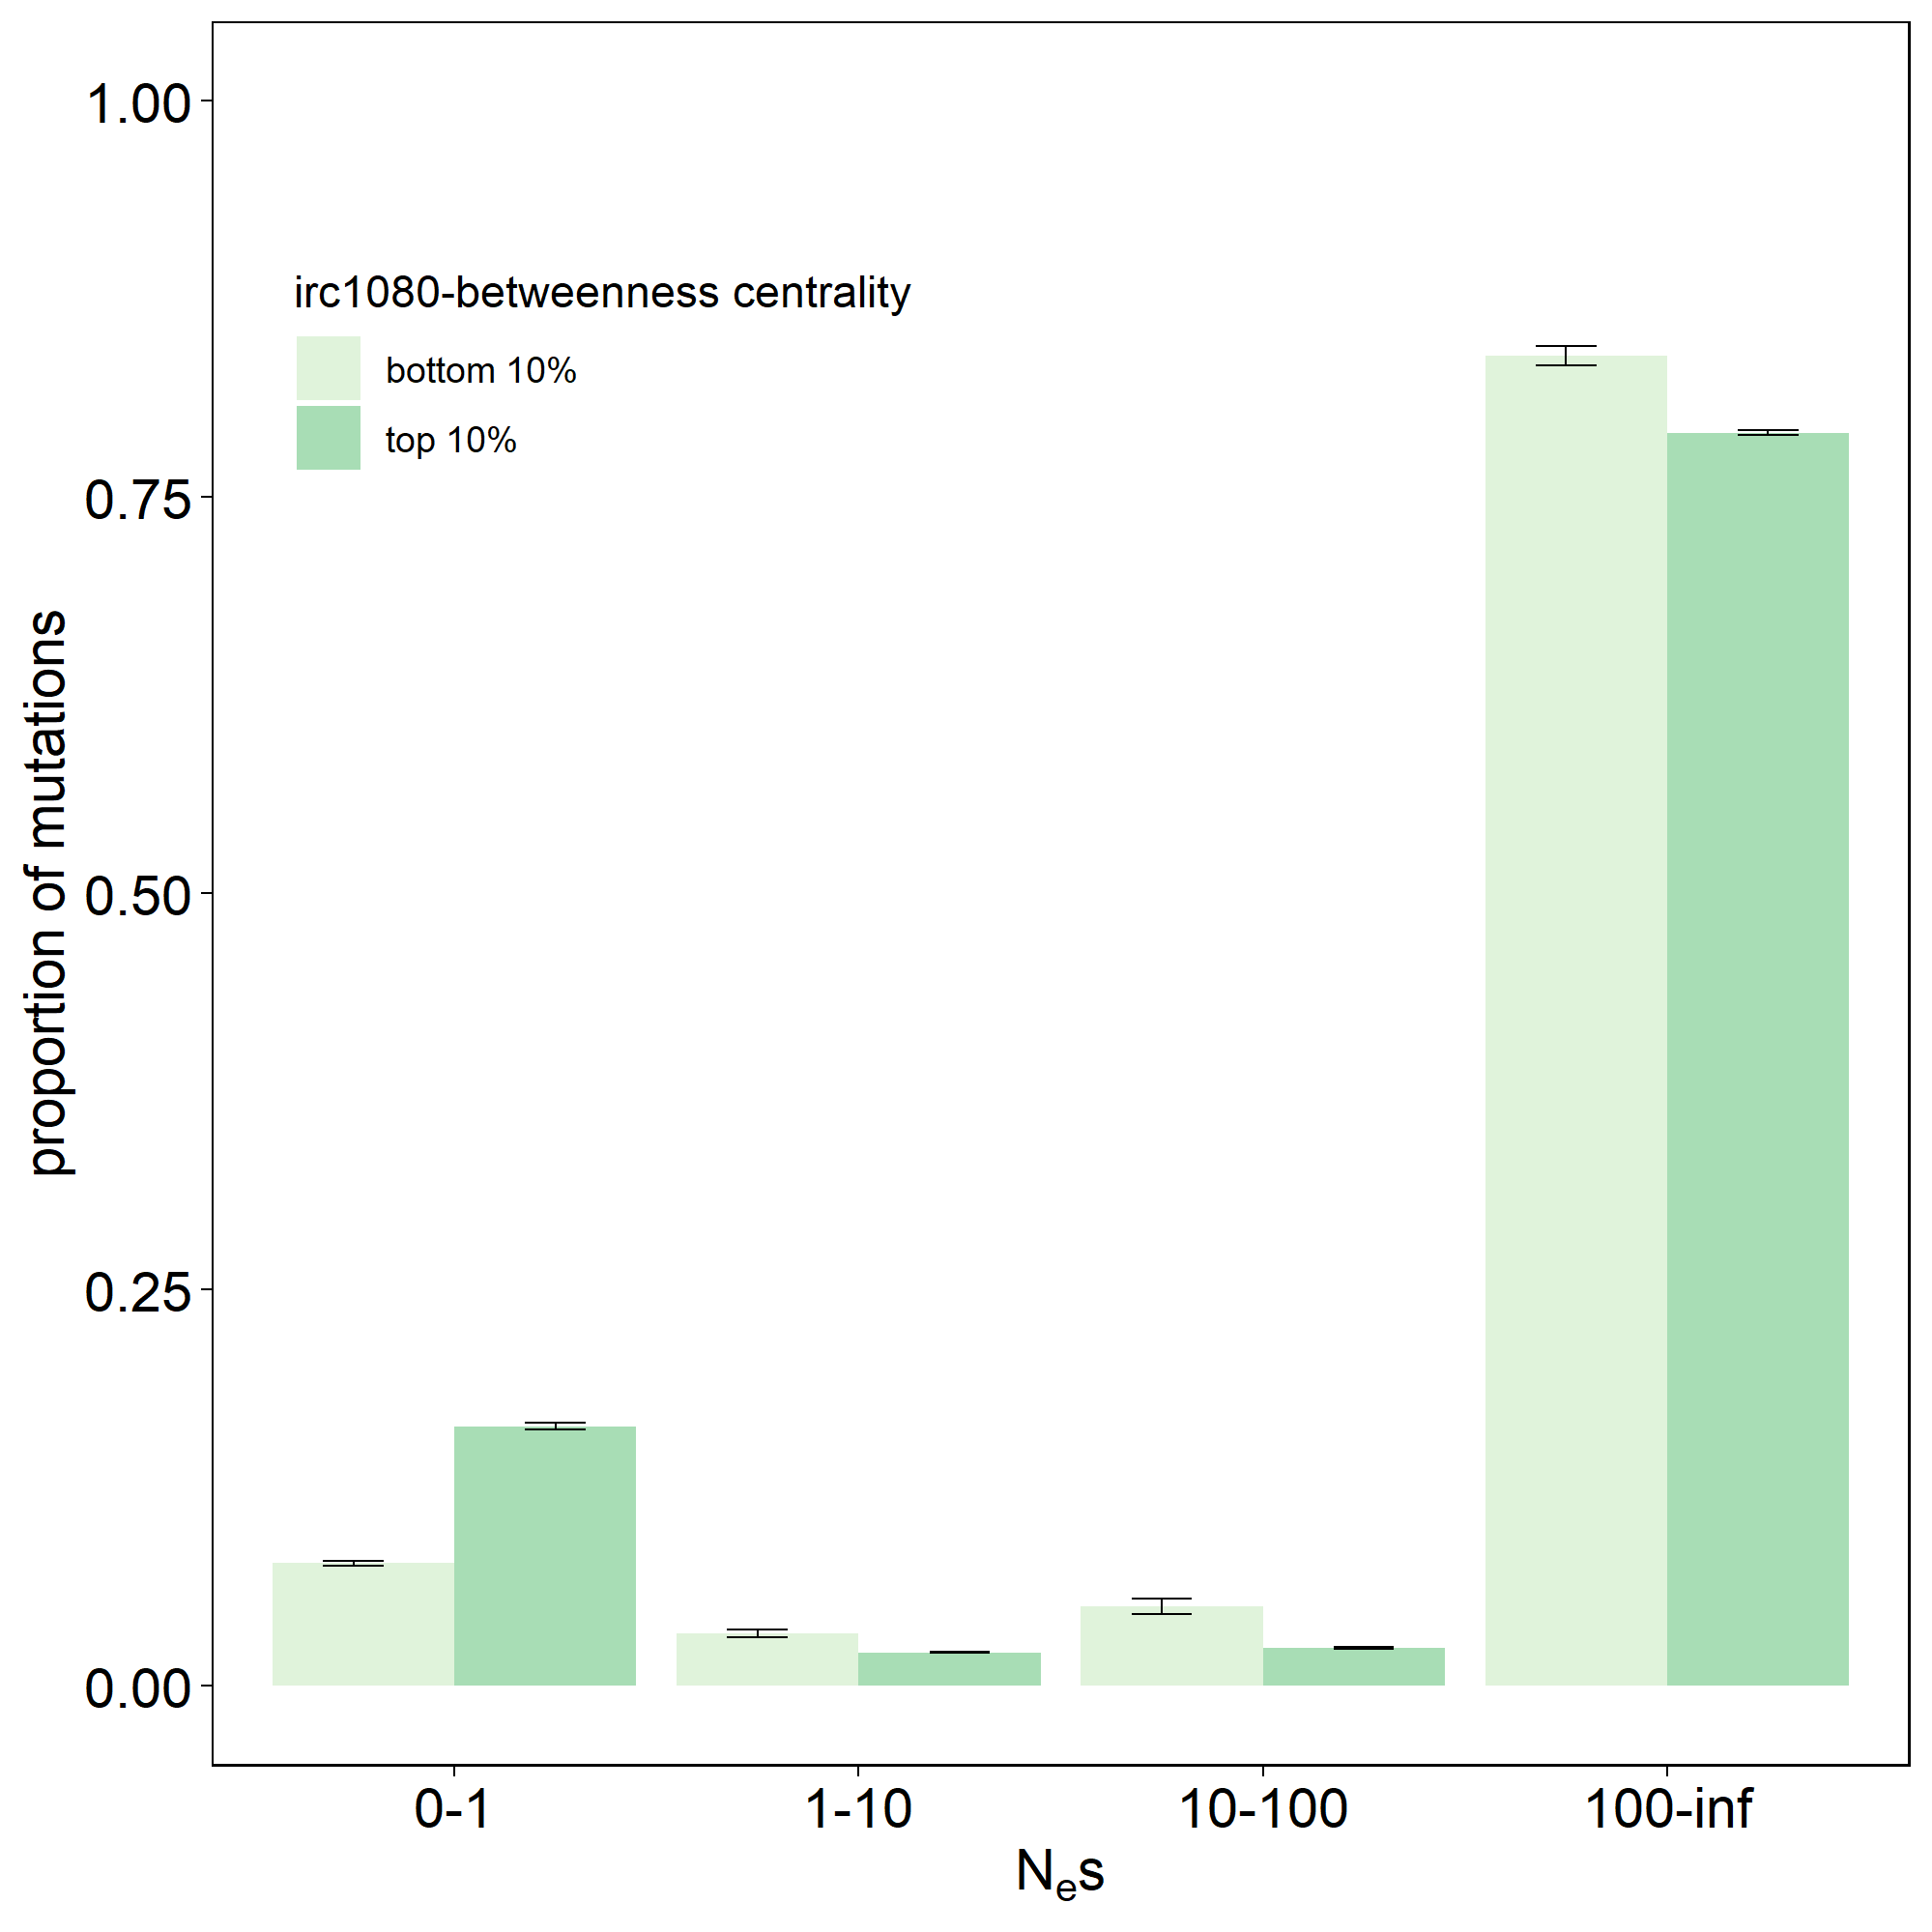 irc1080-betweenness centrality
bottom 10%
top 10%
proportion of mutations
1.00
0.75
0.50
0.25
0.00
0-1
1-10
10-100
100-inf
Nₑs